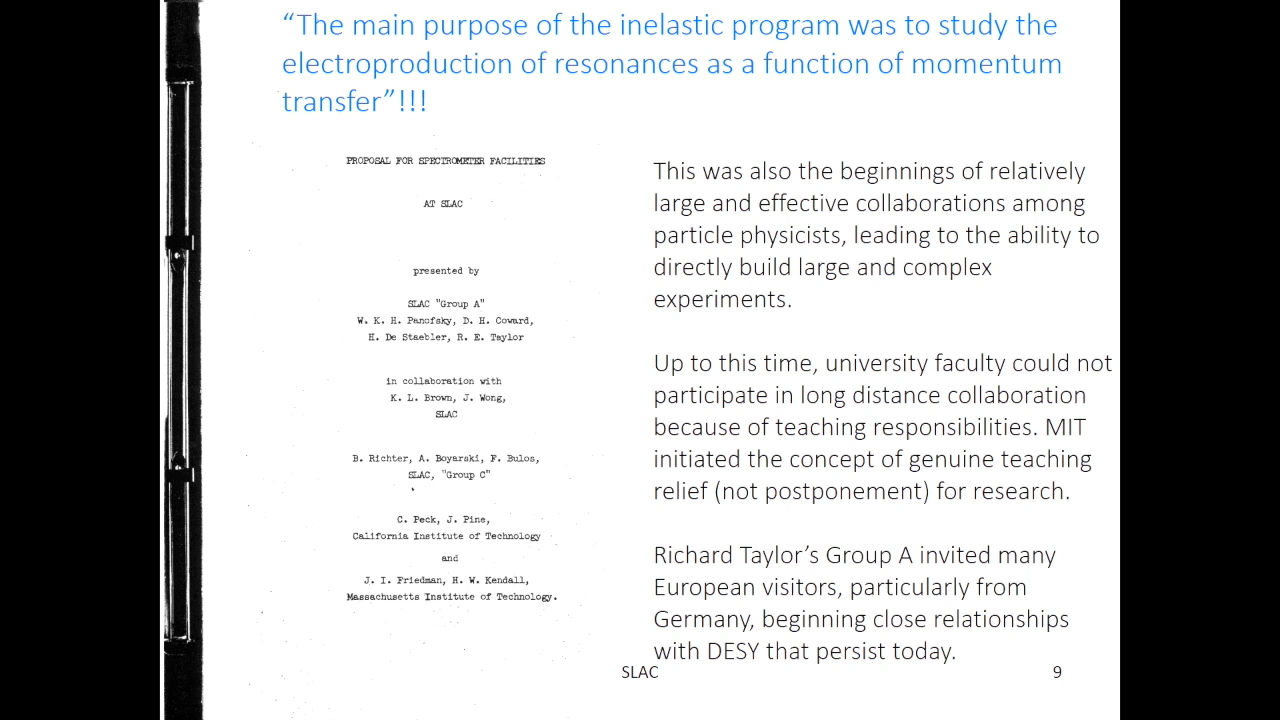 “The main purpose of the inelastic program was to study the
electroproduction of resonances as a function of momentum
transfer”!!!
PROPOSAL FOR SPECTROMETER FACILITIES
AT SLAC
presented by
SLAC "Group A"
W. K. H. Panofsky, D. H. Coward,
H. De Staebler, R. E. Taylor
in collaboration with
K. L. Brown, J. Wong,
SLAC
B. Richter, A. Boyarski, F. Bulos,
SLAC, "Group C"
C. Peck, J. Pine,
California Institute of Technology
and
J. I. Friedman, H. W. Kendall,
Massachusetts Institute of Technology.
This was also the beginnings of relatively
large and effective collaborations among
particle physicists, leading to the ability to
directly build large and complex
experiments.
Up to this time, university faculty could not
participate in long distance collaboration
because of teaching responsibilities. MIT
initiated the concept of genuine teaching
relief (not postponement) for research.
Richard Taylor’s Group A invited many
European visitors, particularly from
Germany, beginning close relationships
with DESY that persist today.
SLAC
9